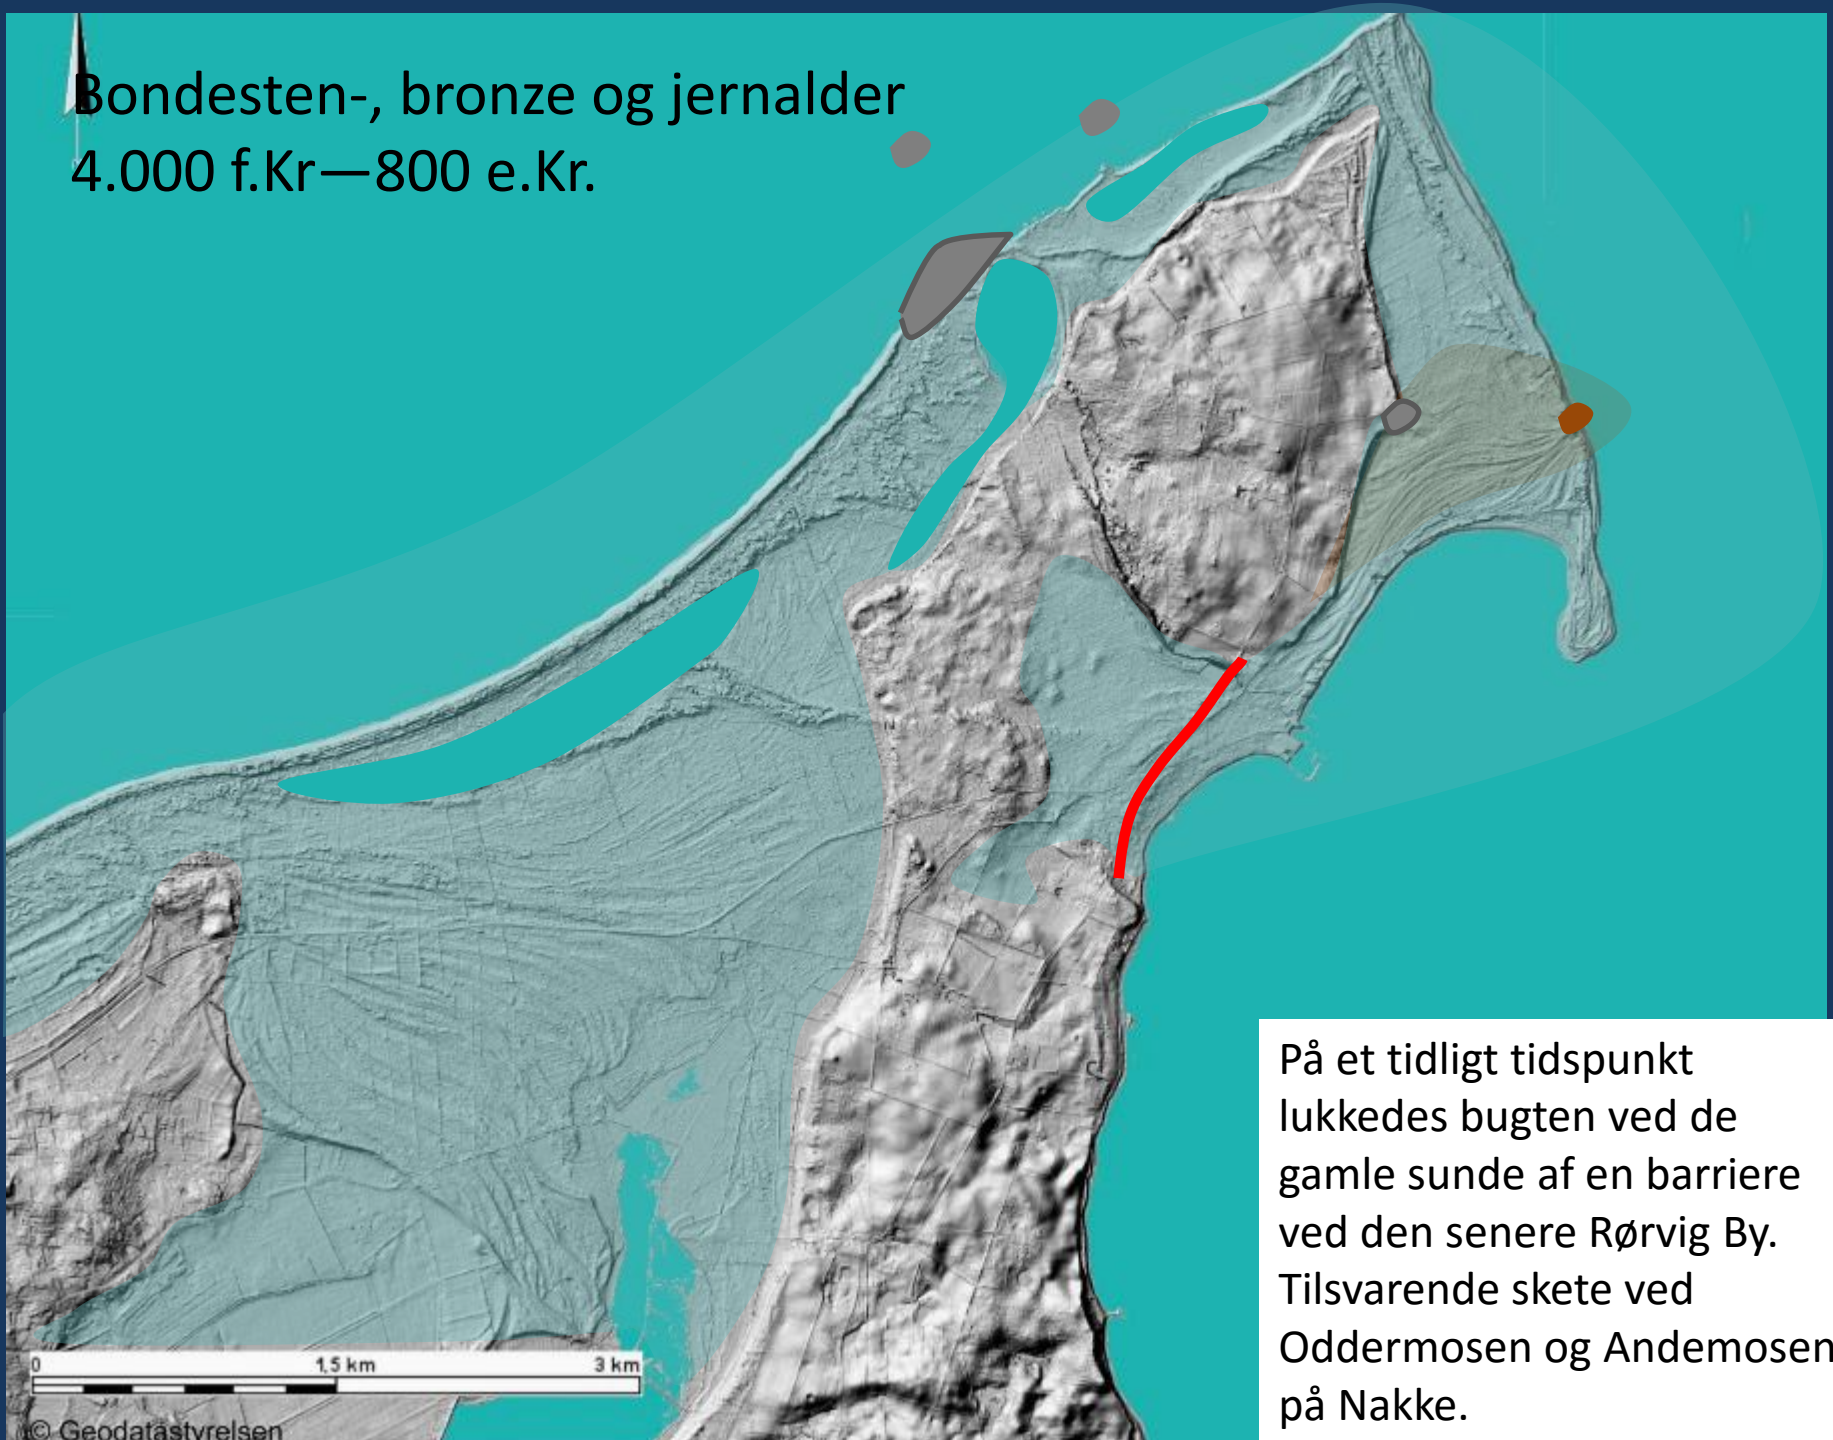 Bondesten-, bronze og jernalder
4.000 f.Kr—800 e.Kr.
På et tidligt tidspunkt
lukkedes bugten ved de
gamle sunde af en barriere
ved den senere Rørvig By.
Tilsvarende skete ved
Oddermosen og Andemosen
på Nakke.
0 1,5 km 3 km
© Geodatastyrelsen